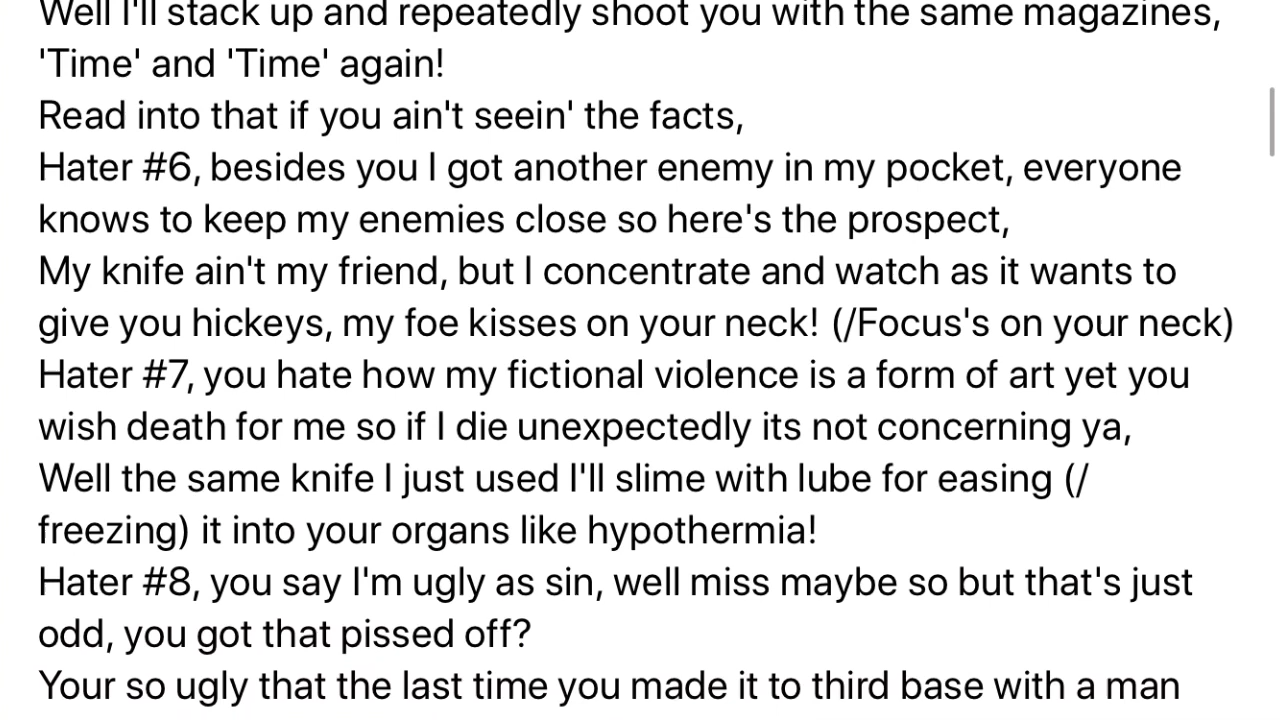 Well I'll stack up and repeatedly shoot you with the same magazines,
'Time' and 'Time' again!
Read into that if you ain't seein' the facts,
Hater #6, besides you I got another enemy in my pocket, everyone
knows to keep my enemies close so here's the prospect,
My knife ain't my friend, but I concentrate and watch as it wants to
give you hickeys, my foe kisses on your neck! (/Focus's on your neck)
Hater #7, you hate how my fictional violence is a form of art yet you
wish death for me so if I die unexpectedly its not concerning ya,
Well the same knife I just used I'll slime with lube for easing (/
freezing) it into your organs like hypothermia!
Hater #8, you say I'm ugly as sin, well miss maybe so but that's just
odd, you got that pissed off?
Your so ugly that the last time you made it to third base with a man